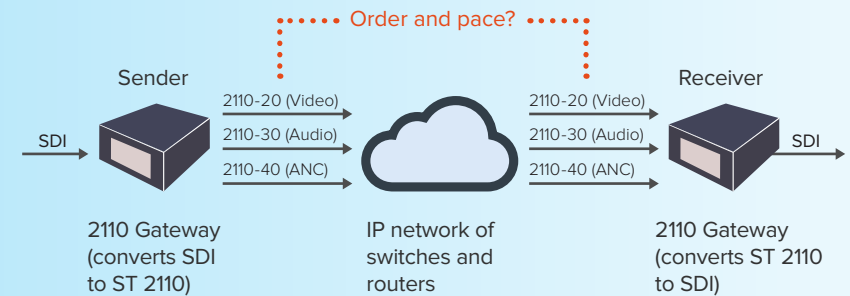 Order and pace?
Sender
Receiver
SDI
2110-20 (Video)
2110-30 (Audio)
2110-40 (ANC)
2110-20 (Video)
2110-30 (Audio)
2110-40 (ANC)
SDI
2110 Gateway
(converts SDI
to ST 2110)
IP network of
switches and
routers
2110 Gateway
(converts ST 2110
to SDI)